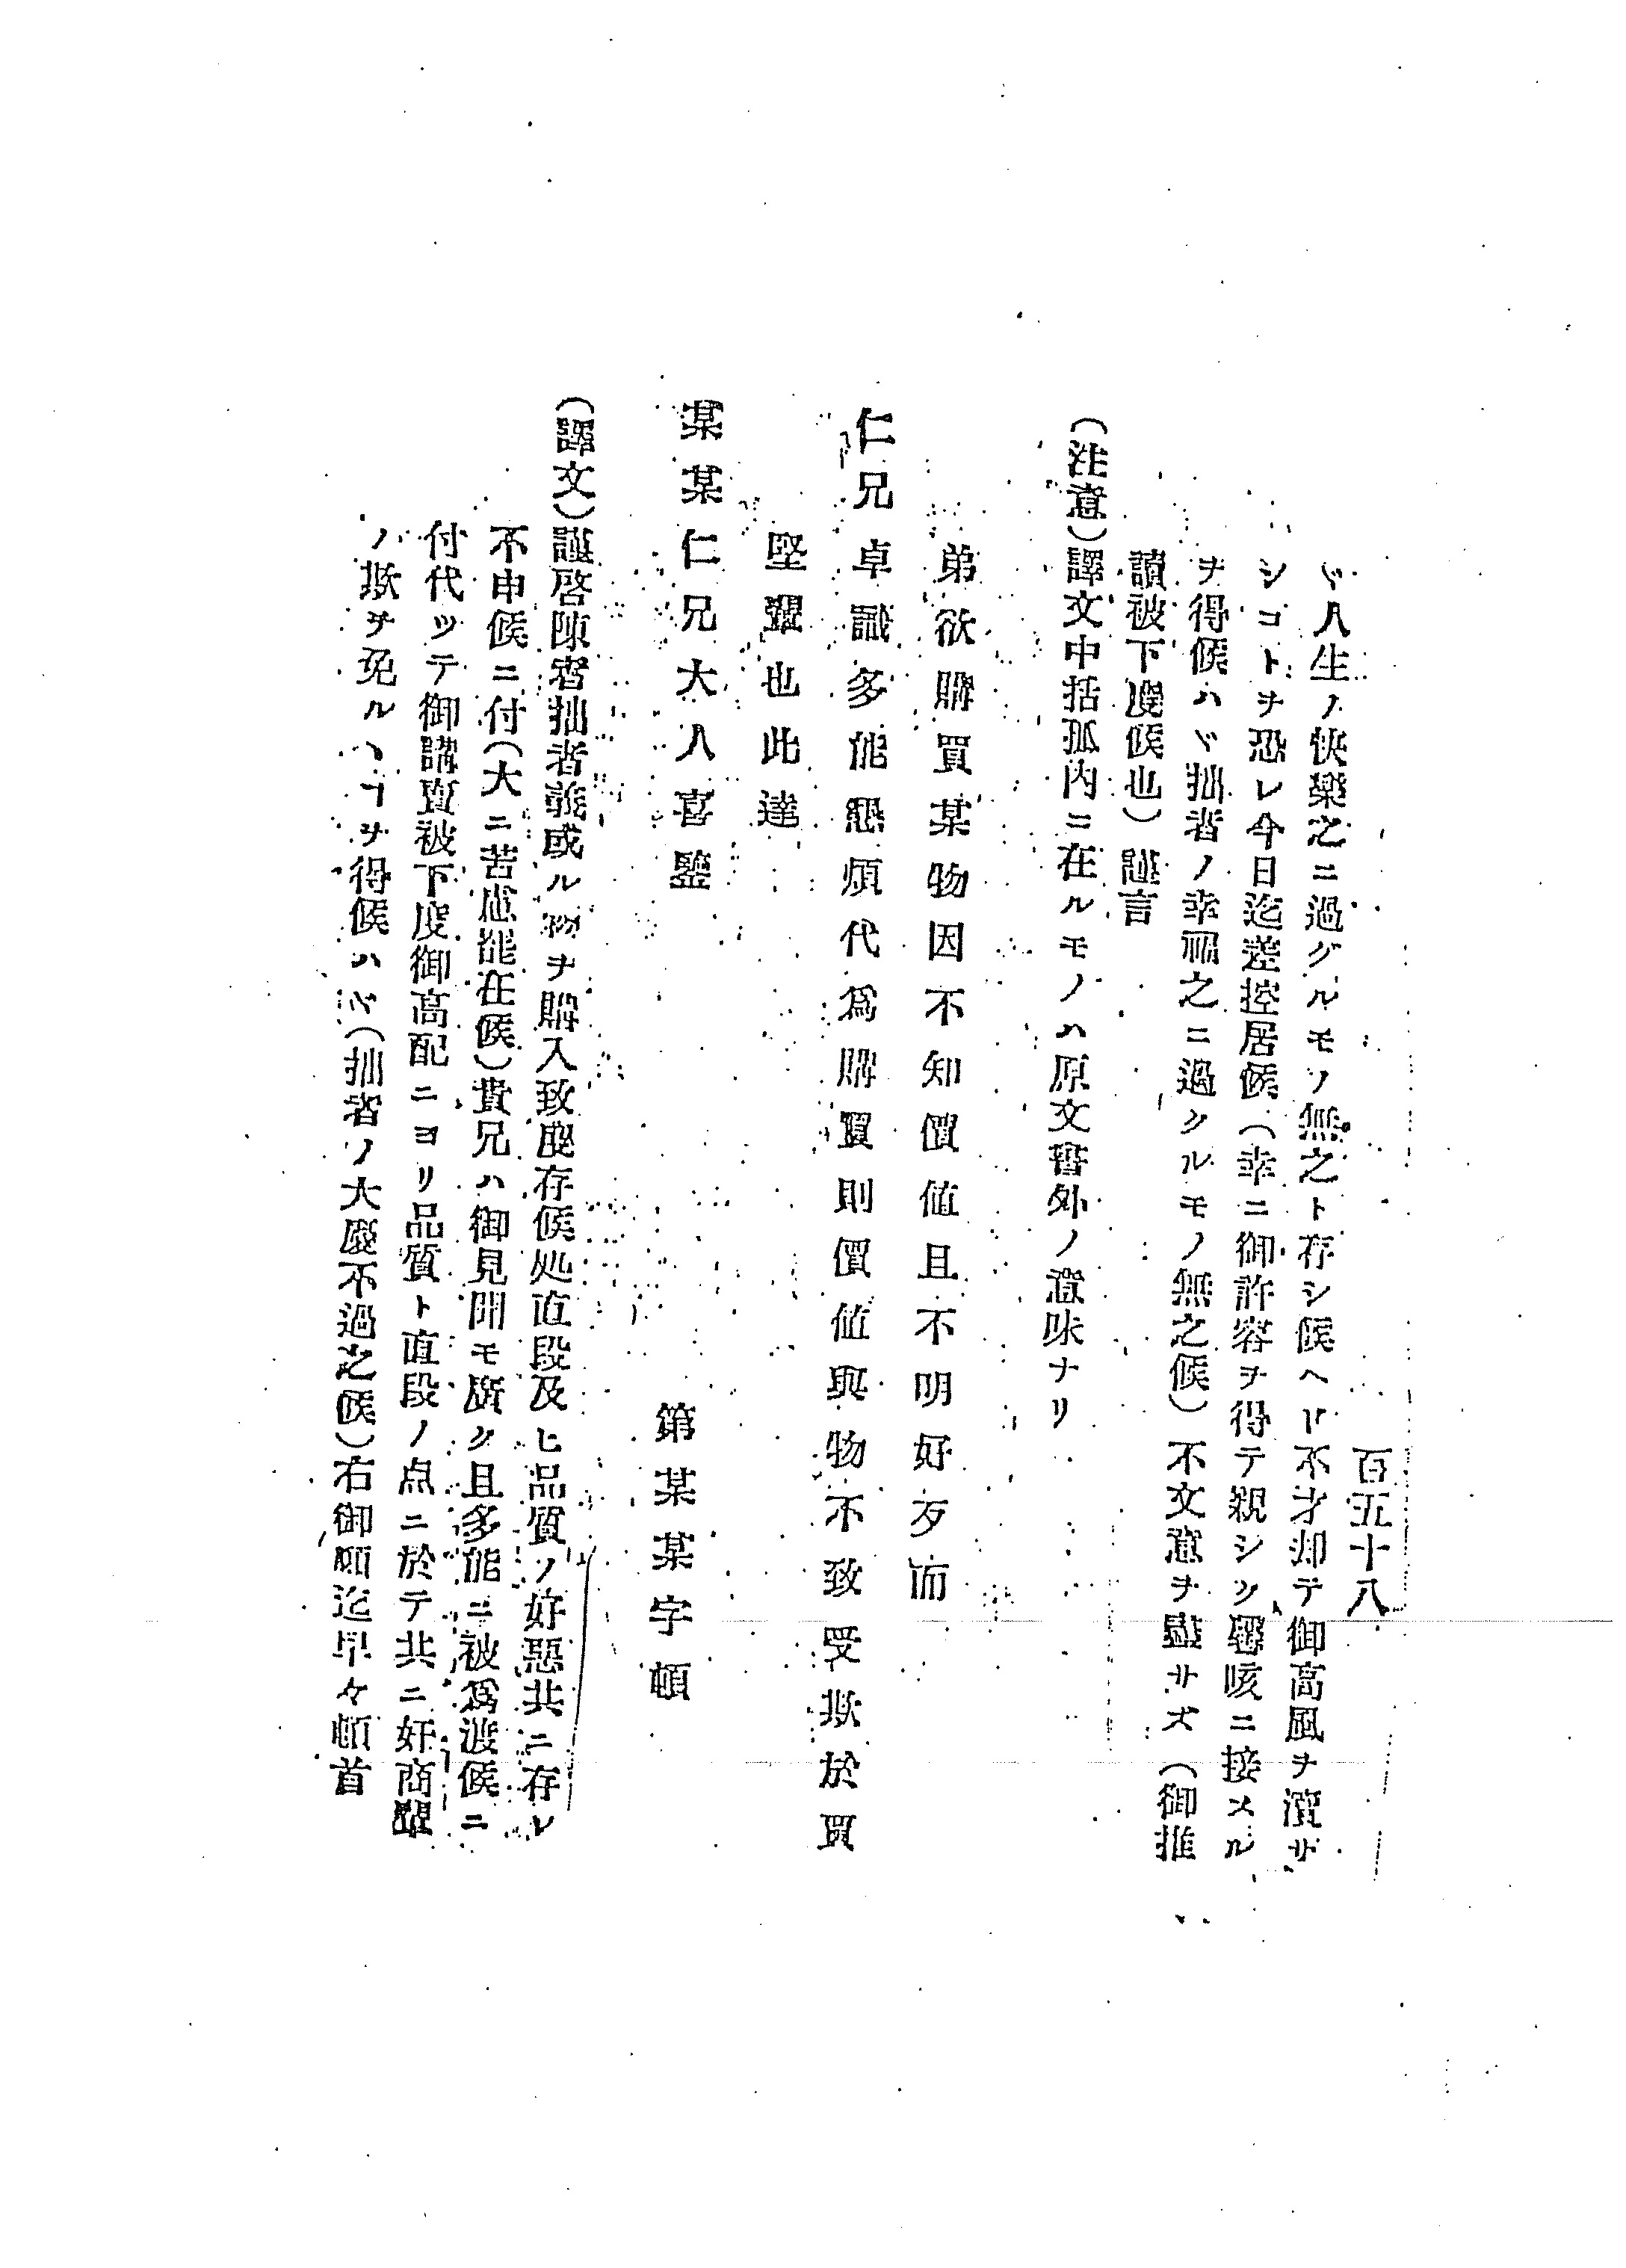 百五十八
ヾ人生ノ快樂之ニ過グルモノ無之ト存シ候ヘドモ不才却テ御高風ヲ瀆サ
シコトヲ恐レ今日迄差控居候（幸ニ御許容ヲ得テ親シク謦咳ニ接スル
ヲ得候ハヾ拙者ノ幸福之ニ過クルモノ無之候）不文意ヲ盡サズ（御推
讀被下度候也）謹言
（注意）譯文中括孤内ニ在ルモノハ原文書外ノ意味ナリ
弟欲購買某物因不知價値且不明好歹而
仁兄卓識多能懇煩代爲購買則價値與物不致受欺於買
堅望也此達
某某仁兄大人喜鑒
第某某字頓
（譯文）謹啓陳者拙者義或ル物ヲ購入致度存候処直段及ヒ品質ノ好惡共ニ存レ
不申候ニ付（大ニ苦慮罷在候）貴兄ハ御見聞モ廣ク且多能ニ被爲渡候ニ
付代ツテ御講買被下度御高配ニヨリ品質ト直段ノ点ニ於テ共ニ奸商
ノ欺ヲ免ルヽヿヲ得候ハヾ（拙者ノ大慶不過之候）右御願迄早々頓首